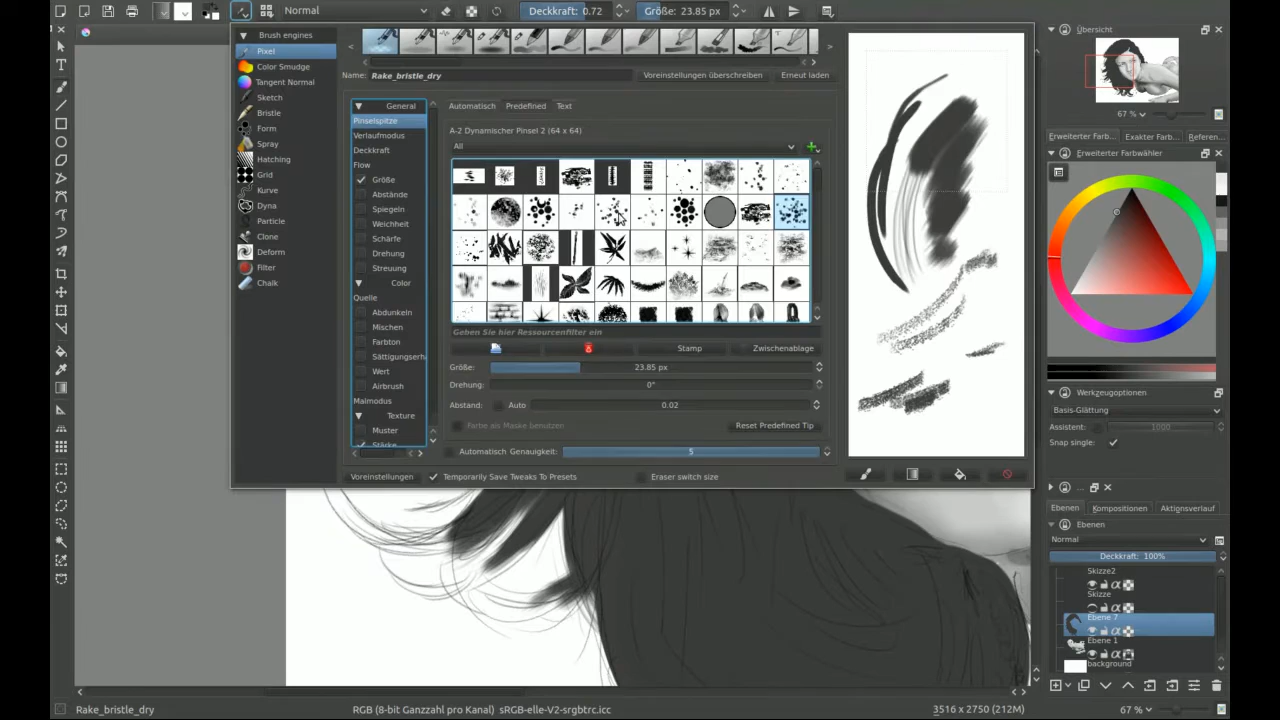 Normal
Deckkraft: 0.72
Größe: 23.85 px
Brush engines
Pixel
Color Smudge
Tangent Normal
Sketch
Bristle
Form
Spray
Hatching
Grid
Kurve
Dyna
Particle
Clone
Deform
Filter
Chalk
Name: Rake_bristle_dry
Voreinstellungen überschreiben
Erneut laden
General
Pinselspitze
Verlaufmodus
Deckkraft
Flow
Größe
Abstände
Spiegeln
Weichheit
Schärfe
Drehung
Streuung
Color
Quelle
Abdunkeln
Mischen
Farbton
Sättigungserh
Wert
Airbrush
Malmodus
Texture
Muster
Stärke
Automatisch
Predefined
Text
A-2 Dynamischer Pinsel 2 (64 x 64)
All
Geben Sie hier Ressourcenfilter ein
Stamp
Zwischenablage
Größe: 23.85 px
Drehung: 0°
Abstand: Auto 0.02
Farbe als Maske benutzen
Reset Predefined Tip
Automatisch Genauigkeit: 5
Voreinstellungen
Temporarily Save Tweaks To Presets
Eraser switch size
Übersicht
67 %
Erweiterter Farb...
Exakter Farb...
Referen...
Erweiterter Farbwähler
Werkzeugoptionen
Basis-Glättung
Assistent: 1000
Snap single:
...
Ebenen
Kompositionen
Aktionsverlauf
Ebenen
Normal
Deckkraft: 100%
Skizze2
Skizze
Ebene 7
Ebene 1
background
Rake_bristle_dry
RGB (8-bit Ganzzahl pro Kanal) sRGB-elle-V2-srgbtrc.icc
3516 x 2750 (212M)
67 %